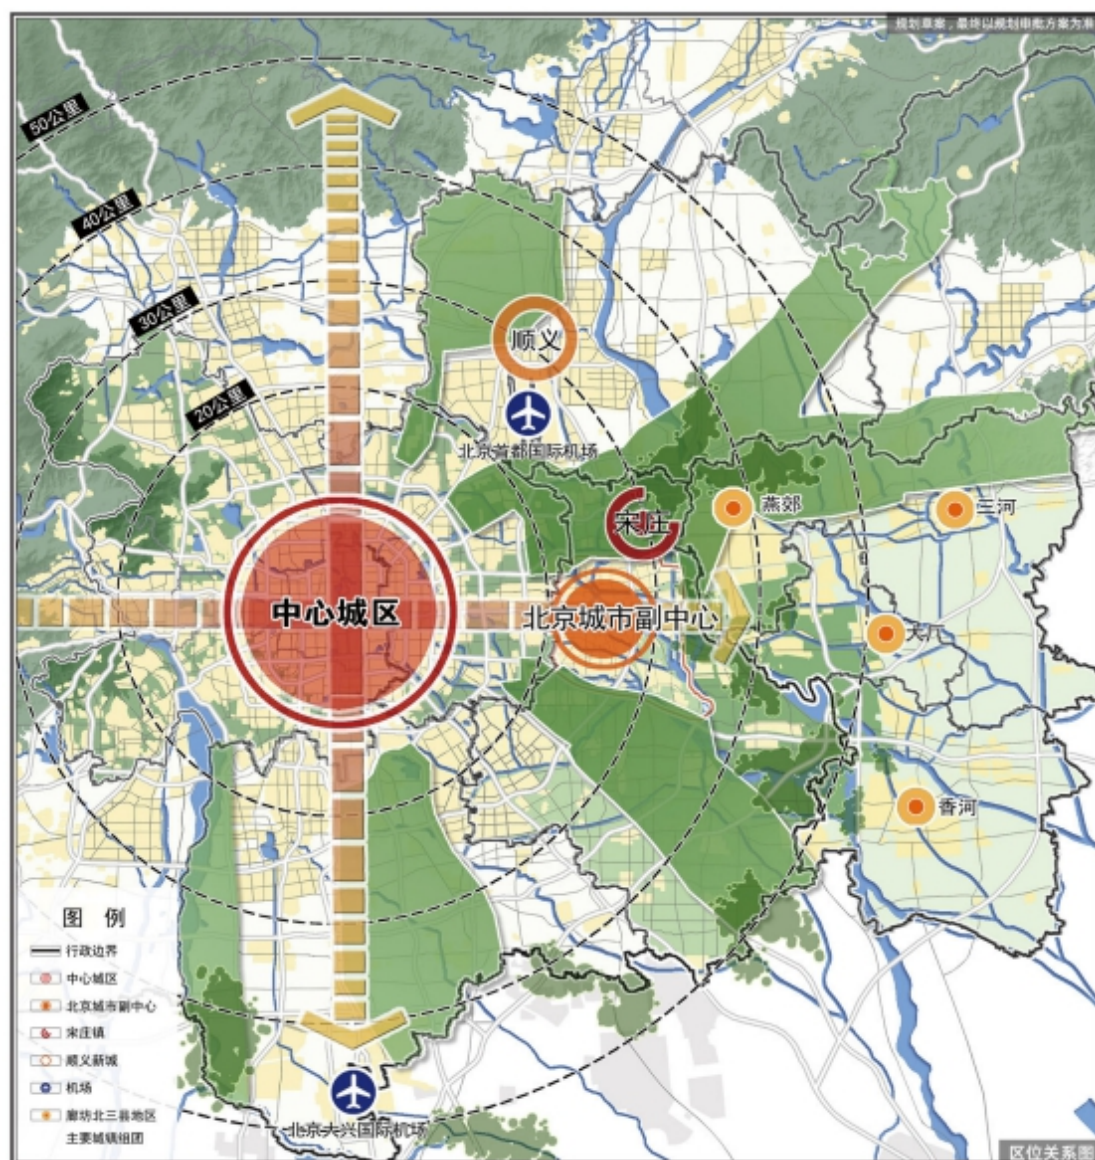 规划草案，最终以规划审批方案为准
50公里
40公里
30公里
20公里
顺义
北京首都国际机场
宋庄
燕郊
三河
中心城区
北京城市副中心
大厂
香河
图 例
行政边界
中心城区
北京城市副中心
宋庄镇
顺义新城
机场
廊坊北三县地区
主要城镇组团
北京大兴国际机场
区位关系图